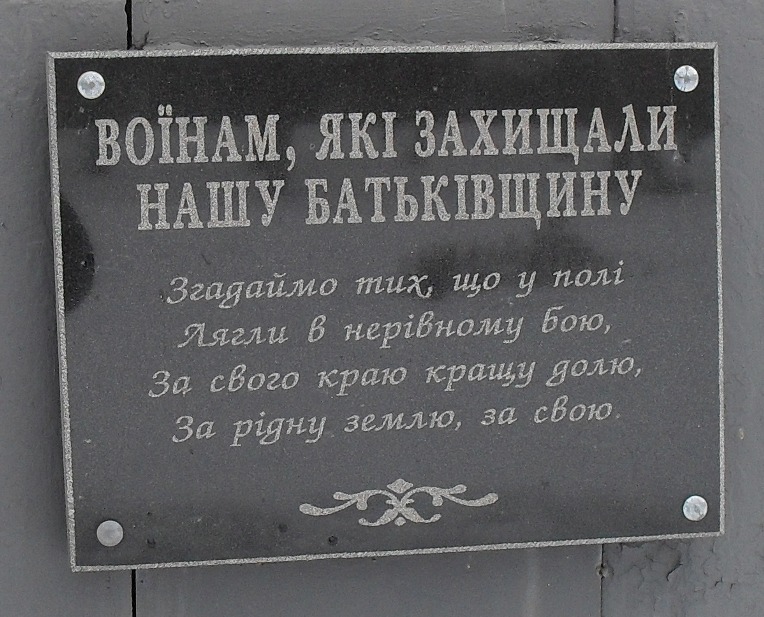 ВОЇНАМ, ЯКІ ЗАХИЩАЛИ
НАШУ БАТЬКІВЩИНУ
Згадаймо тих, що у полі
Лягли в нерівному бою,
За свого краю кращу долю,
За рідну землю, за свою.